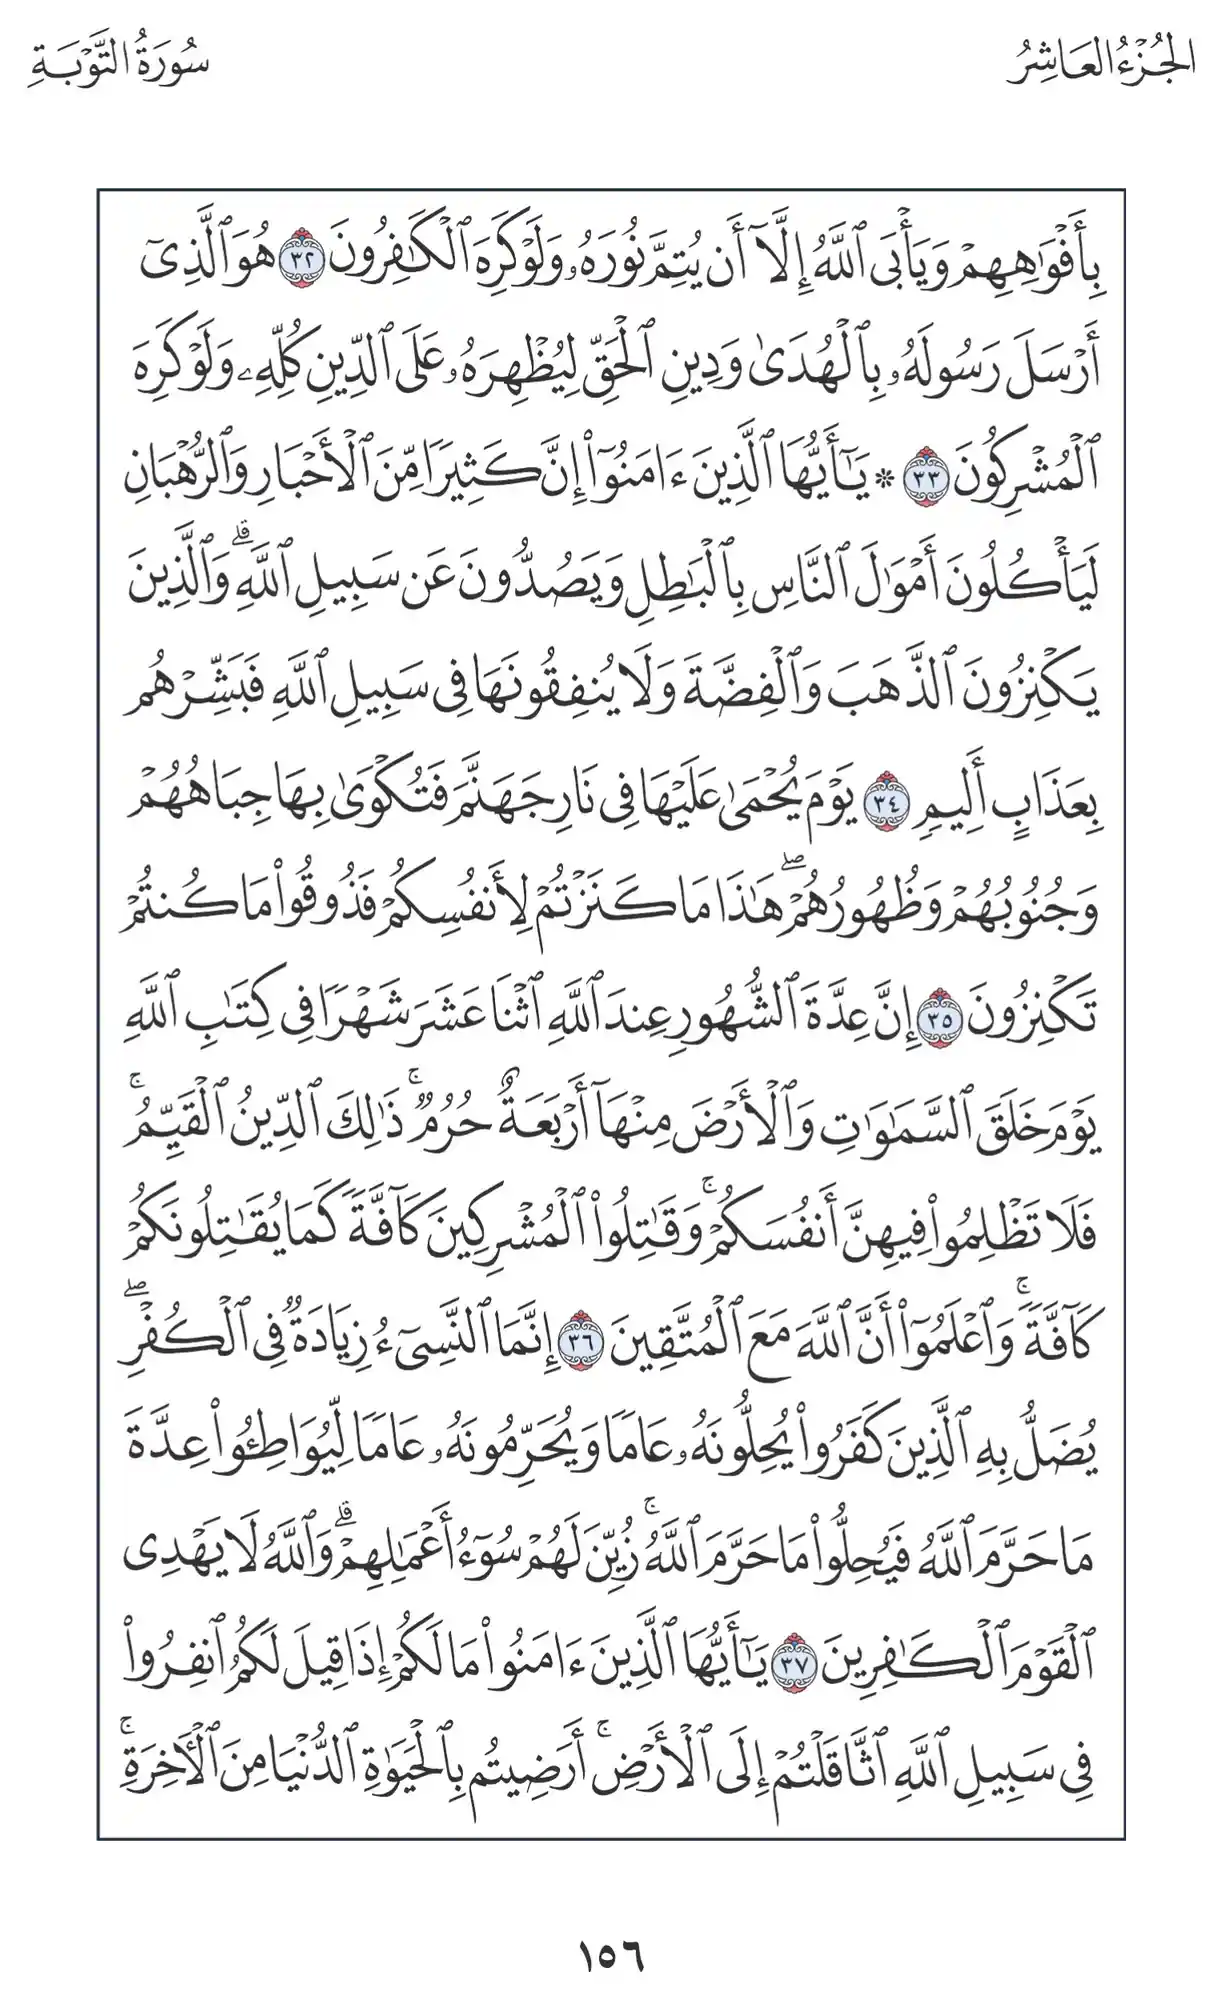 الجُزْءُ العَاشِرُ
سُورَةُ التَّوْبَةِ
بِأَفْوَٰهِهِمْ وَيَأْبَى ٱللَّهُ إِلَّآ أَن يُتِمَّ نُورَهُۥ وَلَوْ كَرِهَ ٱلْكَٰفِرُونَ ٣٢ هُوَ ٱلَّذِىٓ
أَرْسَلَ رَسُولَهُۥ بِٱلْهُدَىٰ وَدِينِ ٱلْحَقِّ لِيُظْهِرَهُۥ عَلَى ٱلدِّينِ كُلِّهِۦ وَلَوْ كَرِهَ
ٱلْمُشْرِكُونَ ٣٣ * يَٰٓأَيُّهَا ٱلَّذِينَ ءَامَنُوٓا۟ إِنَّ كَثِيرًا مِّنَ ٱلْأَحْبَارِ وَٱلرُّهْبَانِ
لَيَأْكُلُونَ أَمْوَٰلَ ٱلنَّاسِ بِٱلْبَٰطِلِ وَيَصُدُّونَ عَن سَبِيلِ ٱللَّهِ ۗ وَٱلَّذِينَ
يَكْنِزُونَ ٱلذَّهَبَ وَٱلْفِضَّةَ وَلَا يُنفِقُونَهَا فِى سَبِيلِ ٱللَّهِ فَبَشِّرْهُم
بِعَذَابٍ أَلِيمٍ ٣٤ يَوْمَ يُحْمَىٰ عَلَيْهَا فِى نَارِ جَهَنَّمَ فَتُكْوَىٰ بِهَا جِبَاهُهُمْ
وَجُنُوبُهُمْ وَظُهُورُهُمْ ۖ هَٰذَا مَا كَنَزْتُمْ لِأَنفُسِكُمْ فَذُوقُوا۟ مَا كُنتُمْ
تَكْنِزُونَ ٣٥ إِنَّ عِدَّةَ ٱلشُّهُورِ عِندَ ٱللَّهِ ٱثْنَا عَشَرَ شَهْرًا فِى كِتَٰبِ ٱللَّهِ
يَوْمَ خَلَقَ ٱلسَّمَٰوَٰتِ وَٱلْأَرْضَ مِنْهَآ أَرْبَعَةٌ حُرُمٌ ۚ ذَٰلِكَ ٱلدِّينُ ٱلْقَيِّمُ ۚ
فَلَا تَظْلِمُوا۟ فِيهِنَّ أَنفُسَكُمْ ۚ وَقَٰتِلُوا۟ ٱلْمُشْرِكِينَ كَآفَّةً كَمَا يُقَٰتِلُونَكُمْ
كَآفَّةً ۚ وَٱعْلَمُوٓا۟ أَنَّ ٱللَّهَ مَعَ ٱلْمُتَّقِينَ ٣٦ إِنَّمَا ٱلنَّسِىٓءُ زِيَادَةٌ فِى ٱلْكُفْرِ ۖ
يُضَلُّ بِهِ ٱلَّذِينَ كَفَرُوا۟ يُحِلُّونَهُۥ عَامًا وَيُحَرِّمُونَهُۥ عَامًا لِّيُوَاطِـُٔوا۟ عِدَّةَ
مَا حَرَّمَ ٱللَّهُ فَيُحِلُّوا۟ مَا حَرَّمَ ٱللَّهُ ۚ زُيِّنَ لَهُمْ سُوٓءُ أَعْمَٰلِهِمْ ۗ وَٱللَّهُ لَا يَهْدِى
ٱلْقَوْمَ ٱلْكَٰفِرِينَ ٣٧ يَٰٓأَيُّهَا ٱلَّذِينَ ءَامَنُوا۟ مَا لَكُمْ إِذَا قِيلَ لَكُمُ ٱنفِرُوا۟
فِى سَبِيلِ ٱللَّهِ ٱثَّاقَلْتُمْ إِلَى ٱلْأَرْضِ ۚ أَرَضِيتُم بِٱلْحَيَوٰةِ ٱلدُّنْيَا مِنَ ٱلْءَاخِرَةِ ۚ
١٥٦